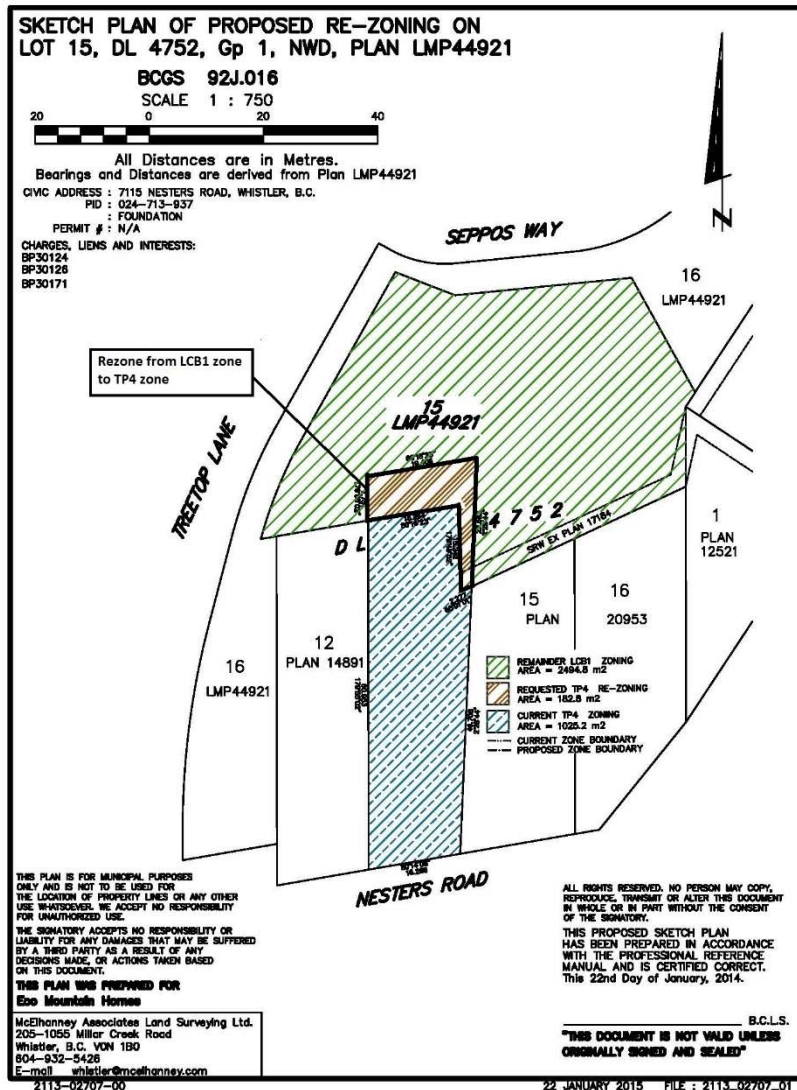 SKETCH PLAN OF PROPOSED RE-ZONING ON
LOT 15, DL 4752, Gp 1, NWD, PLAN LMP44921
BCGS 92J.016
SCALE 1 : 750
20 0 20 40
All Distances are in Metres.
Bearings and Distances are derived from Plan LMP44921
CIVIC ADDRESS : 7115 NESTERS ROAD, WHISTLER, B.C.
PID : 024-713-937
: FOUNDATION
PERMIT # : N/A
CHARGES, LIENS AND INTERESTS:
BP30124
BP30126
BP30171
N
SEPPOS WAY
16
LMP44921
Rezone from LCB1 zone
to TP4 zone
15
LMP44921
TREETOP LANE
DL 4752
SRW EX PLAN 17164
1
PLAN
12521
16
LMP44921
12
PLAN 14891
15
PLAN
16
20953
REMAINDER LCB1 ZONING
AREA = 2494.8 m2
REQUESTED TP4 RE-ZONING
AREA = 182.8 m2
CURRENT TP4 ZONING
AREA = 1025.2 m2
CURRENT ZONE BOUNDARY
PROPOSED ZONE BOUNDARY
NESTERS ROAD
THIS PLAN IS FOR MUNICIPAL PURPOSES
ONLY AND IS NOT TO BE USED FOR
THE LOCATION OF PROPERTY LINES OR ANY OTHER
USE WHATSOEVER. WE ACCEPT NO RESPONSIBILITY
FOR UNAUTHORIZED USE.
THE SIGNATORY ACCEPTS NO RESPONSIBILITY OR
LIABILITY FOR ANY DAMAGES THAT MAY BE SUFFERED
BY A THIRD PARTY AS A RESULT OF ANY
DECISIONS MADE, OR ACTIONS TAKEN BASED
ON THIS DOCUMENT.
THIS PLAN WAS PREPARED FOR
Eco Mountain Homes
McElhanney Associates Land Surveying Ltd.
205-1055 Millar Creek Road
Whistler, B.C. V0N 1B0
604-932-5426
E-mail whistler@mcelhanney.com
2113-02707-00
ALL RIGHTS RESERVED. NO PERSON MAY COPY,
REPRODUCE, TRANSMIT OR ALTER THIS DOCUMENT
IN WHOLE OR IN PART WITHOUT THE CONSENT
OF THE SIGNATORY.
THIS PROPOSED SKETCH PLAN
HAS BEEN PREPARED IN ACCORDANCE
WITH THE PROFESSIONAL REFERENCE
MANUAL AND IS CERTIFIED CORRECT.
This 22nd Day of January, 2014.
B.C.L.S.
"THIS DOCUMENT IS NOT VALID UNLESS
ORIGINALLY SIGNED AND SEALED"
22 JANUARY 2015 FILE : 2113_02707_01